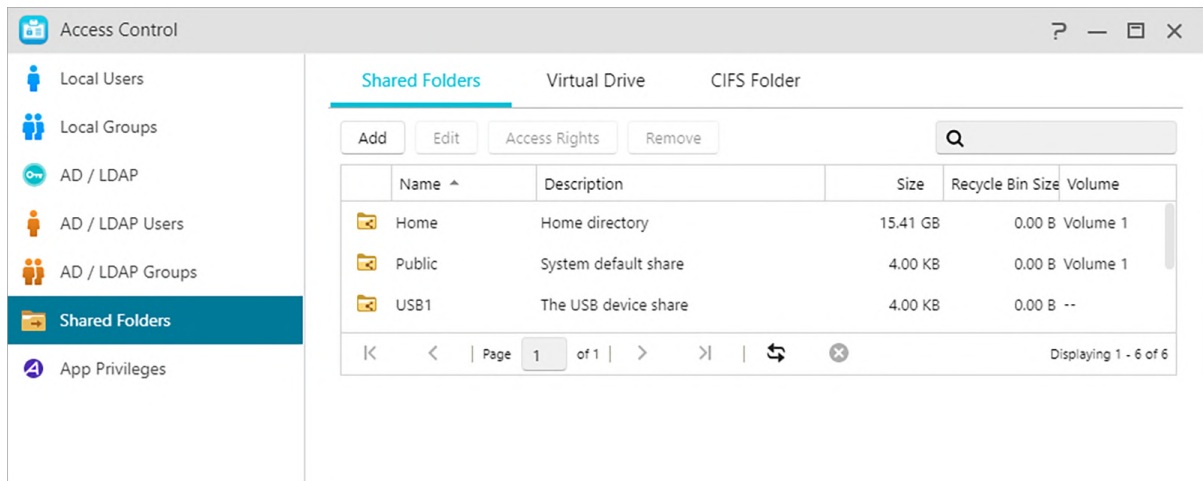 Access Control
Local Users
Local Groups
AD / LDAP
AD / LDAP Users
AD / LDAP Groups
Shared Folders
App Privileges
Shared Folders Virtual Drive CIFS Folder
Add Edit Access Rights Remove
Name Description Size Recycle Bin Size Volume
Home Home directory 15.41 GB 0.00 B Volume 1
Public System default share 4.00 KB 0.00 B Volume 1
USB1 The USB device share 4.00 KB 0.00 B --
Page 1 of 1 Displaying 1 - 6 of 6